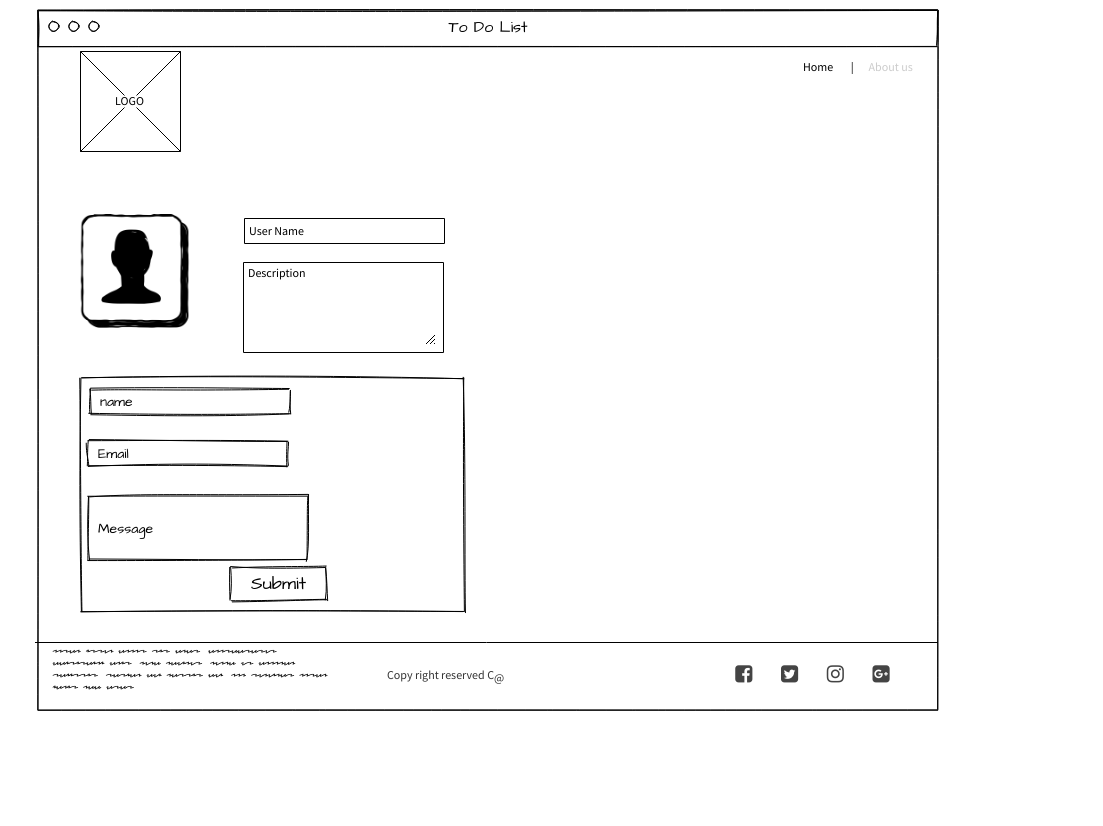 To Do List
Home | About us
LOGO
User Name
Description
name
Email
Message
Submit
Copy right reserved C@